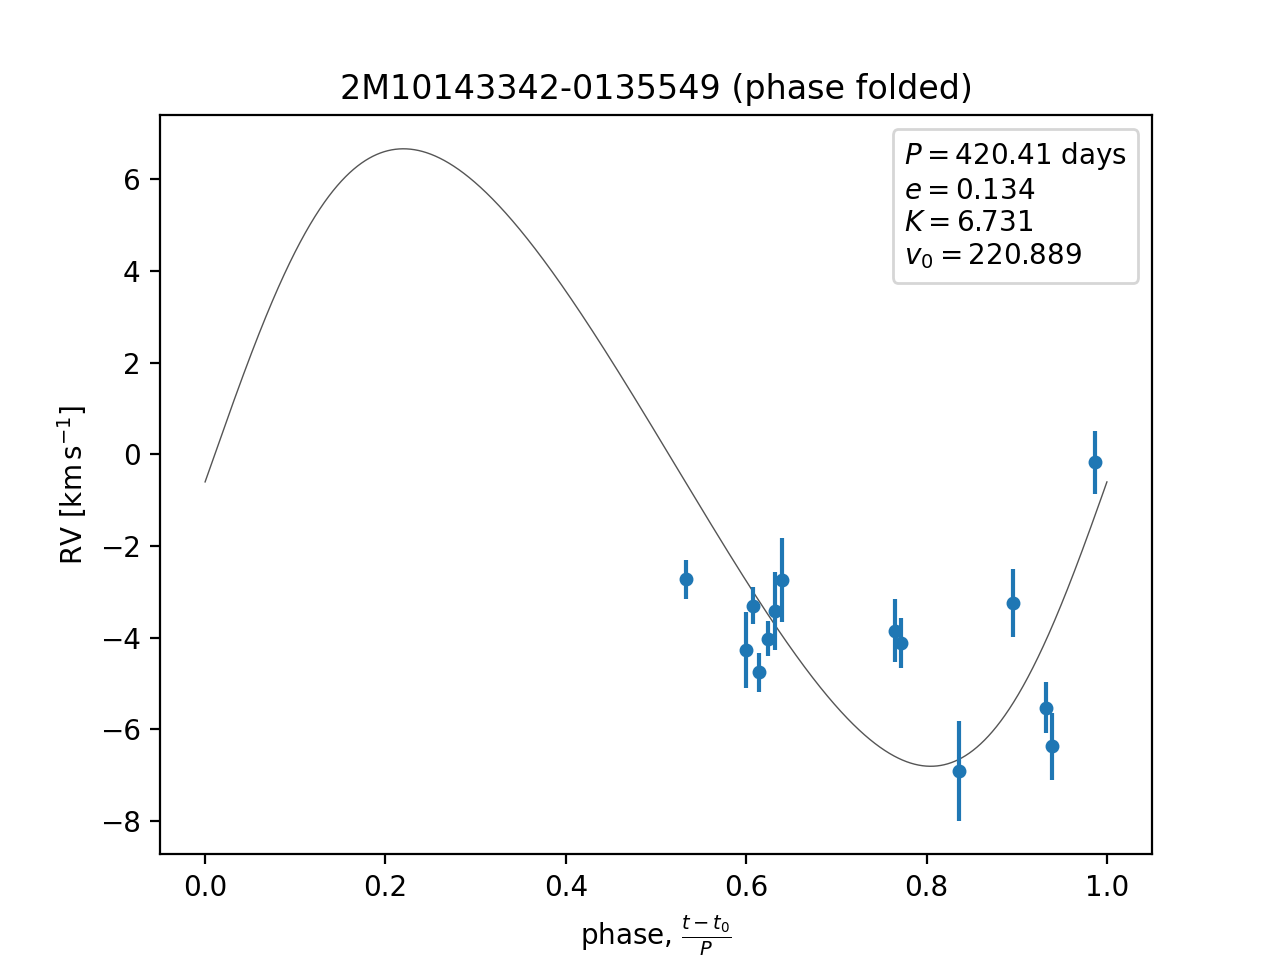 2M10143342-0135549 (phase folded)
P = 420.41 days
e = 0.134
K = 6.731
v₀ = 220.889
RV [km s⁻¹]
6
4
2
0
−2
−4
−6
−8
0.0 0.2 0.4 0.6 0.8 1.0
phase, (t − t₀)/P